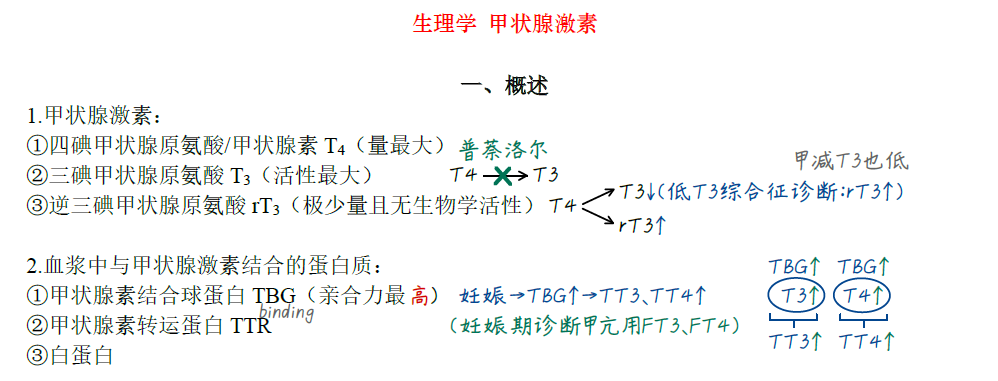 生理学 甲状腺激素
一、概述
1.甲状腺激素：
①四碘甲状腺原氨酸/甲状腺素 T₄（量最大） 普萘洛尔
②三碘甲状腺原氨酸 T₃（活性最大） T4 → T3 甲减T3也低
③逆三碘甲状腺原氨酸 rT₃（极少量且无生物学活性） T4 T3↓(低T3综合征诊断:rT3↑)
rT3↑
2.血浆中与甲状腺激素结合的蛋白质： TBG↑ TBG↑
①甲状腺素结合球蛋白 TBG（亲合力最高） 妊娠→TBG↑→TT3、TT4↑ T3↑ T4↑
binding
②甲状腺素转运蛋白 TTR （妊娠期诊断甲亢用FT3、FT4） TT3↑ TT4↑
③白蛋白